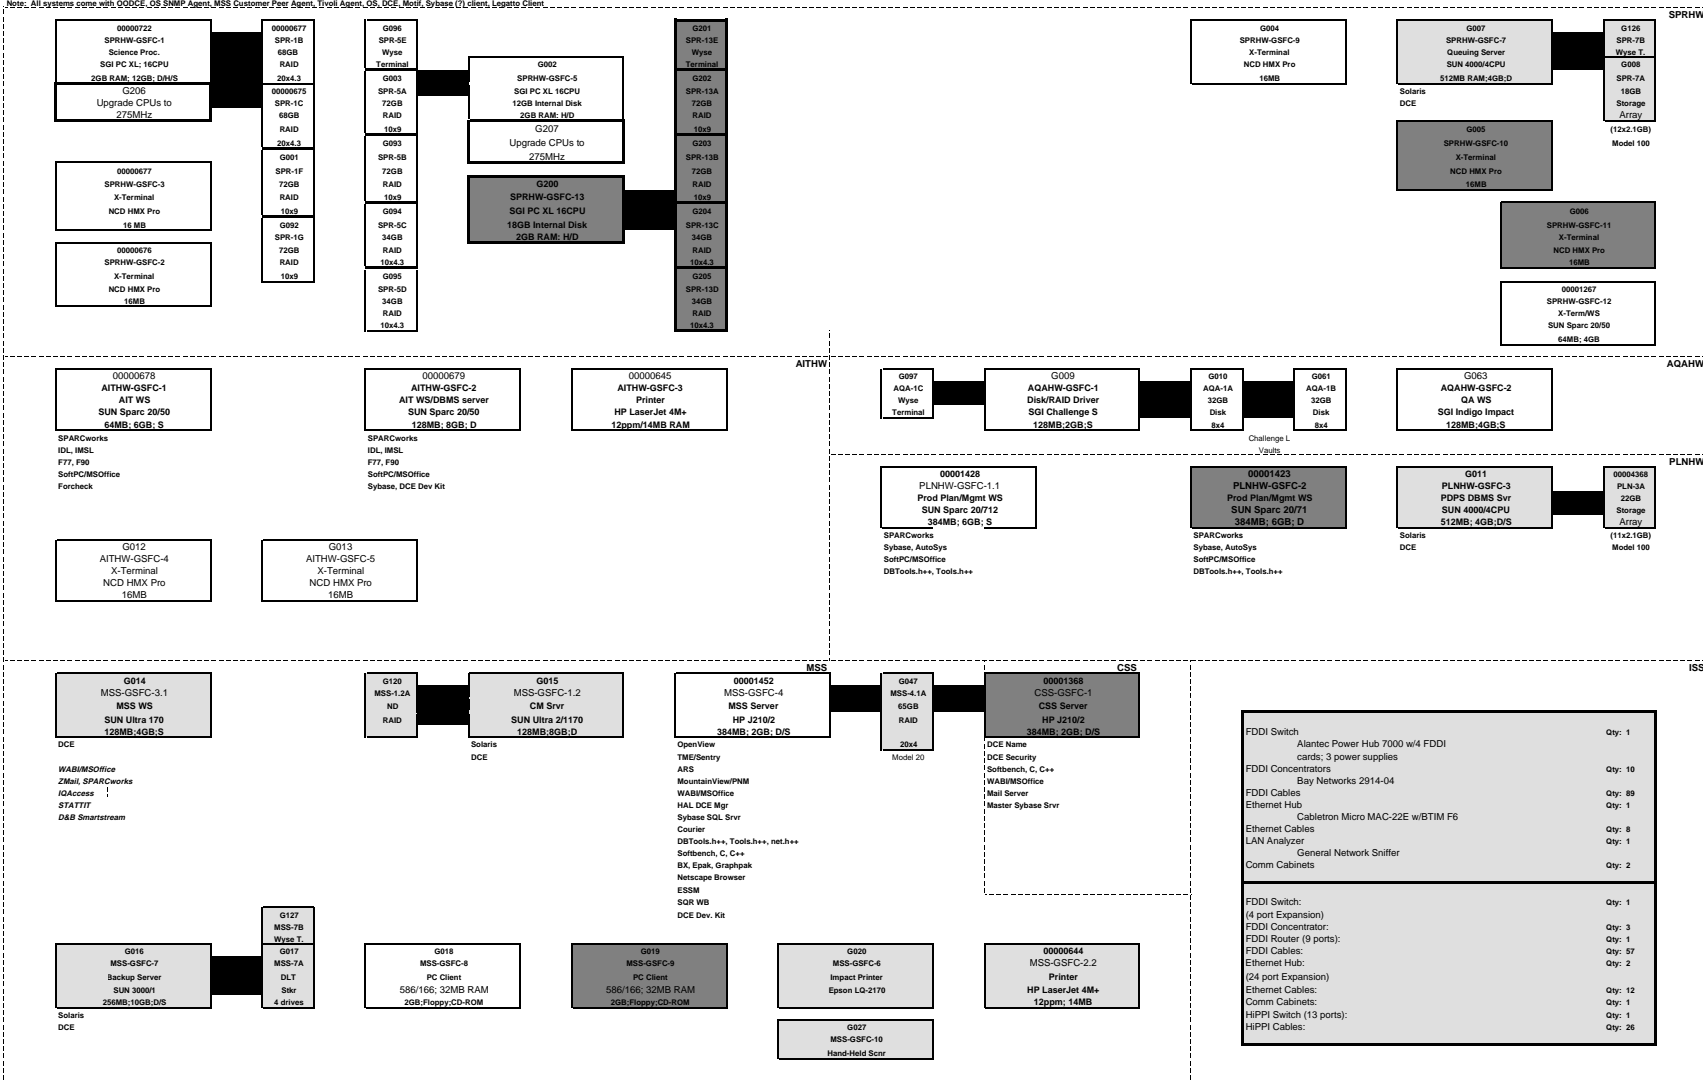 Note: All systems come with OODCE, OS SNMP Agent, MSS Customer Peer Agent, Tivoli Agent, OS, DCE, Motif, Sybase (?) client, Legatto Client
SPRHW
00000722
SPRHW-GSFC-1
Science Proc.
SGI PC XL; 16CPU
2GB RAM; 12GB; D/H/S
G206
Upgrade CPUs to
275MHz
00000677
SPRHW-GSFC-3
X-Terminal
NCD HMX Pro
16 MB
00000676
SPRHW-GSFC-2
X-Terminal
NCD HMX Pro
16MB
00000677
SPR-1B
68GB
RAID
20x4.3
00000675
SPR-1C
68GB
RAID
20x4.3
G001
SPR-1F
72GB
RAID
10x9
G092
SPR-1G
72GB
RAID
10x9
G096
SPR-5E
Wyse
Terminal
G003
SPR-5A
72GB
RAID
10x9
G093
SPR-5B
72GB
RAID
10x9
G094
SPR-5C
34GB
RAID
10x4.3
G095
SPR-5D
34GB
RAID
10x4.3
G002
SPRHW-GSFC-5
SGI PC XL 16CPU
12GB Internal Disk
2GB RAM: H/D
G207
Upgrade CPUs to
275MHz
G200
SPRHW-GSFC-13
SGI PC XL 16CPU
18GB Internal Disk
2GB RAM: H/D
G201
SPR-13E
Wyse
Terminal
G202
SPR-13A
72GB
RAID
10x9
G203
SPR-13B
72GB
RAID
10x9
G204
SPR-13C
34GB
RAID
10x4.3
G205
SPR-13D
34GB
RAID
10x4.3
G004
SPRHW-GSFC-9
X-Terminal
NCD HMX Pro
16MB
G007
SPRHW-GSFC-7
Queuing Server
SUN 4000/4CPU
512MB RAM;4GB;D
Solaris
DCE
G126
SPR-7B
Wyse T.
G008
SPR-7A
18GB
Storage
Array
(12x2.1GB)
Model 100
G005
SPRHW-GSFC-10
X-Terminal
NCD HMX Pro
16MB
G006
SPRHW-GSFC-11
X-Terminal
NCD HMX Pro
16MB
00001267
SPRHW-GSFC-12
X-Term/WS
SUN Sparc 20/50
64MB; 4GB
AITHW
00000678
AITHW-GSFC-1
AIT WS
SUN Sparc 20/50
64MB; 6GB; S
SPARCworks
IDL, IMSL
F77, F90
SoftPC/MSOffice
Forcheck
00000679
AITHW-GSFC-2
AIT WS/DBMS server
SUN Sparc 20/50
128MB; 8GB; D
SPARCworks
IDL, IMSL
F77, F90
SoftPC/MSOffice
Sybase, DCE Dev Kit
00000645
AITHW-GSFC-3
Printer
HP LaserJet 4M+
12ppm/14MB RAM
G012
AITHW-GSFC-4
X-Terminal
NCD HMX Pro
16MB
G013
AITHW-GSFC-5
X-Terminal
NCD HMX Pro
16MB
AQAHW
G097
AQA-1C
Wyse
Terminal
G009
AQAHW-GSFC-1
Disk/RAID Driver
SGI Challenge S
128MB;2GB;S
G010
AQA-1A
32GB
Disk
8x4
G061
AQA-1B
32GB
Disk
8x4
Challenge L
Vaults
G063
AQAHW-GSFC-2
QA WS
SGI Indigo Impact
128MB;4GB;S
PLNHW
00001428
PLNHW-GSFC-1.1
Prod Plan/Mgmt WS
SUN Sparc 20/712
384MB; 6GB; S
SPARCworks
Sybase, AutoSys
SoftPC/MSOffice
DBTools.h++, Tools.h++
00001423
PLNHW-GSFC-2
Prod Plan/Mgmt WS
SUN Sparc 20/71
384MB; 6GB; D
SPARCworks
Sybase, AutoSys
SoftPC/MSOffice
DBTools.h++, Tools.h++
G011
PLNHW-GSFC-3
PDPS DBMS Svr
SUN 4000/4CPU
512MB; 4GB;D/S
Solaris
DCE
00004368
PLN-3A
22GB
Storage
Array
(11x2.1GB)
Model 100
MSS
G014
MSS-GSFC-3.1
MSS WS
SUN Ultra 170
128MB;4GB;S
DCE
WABI/MSOffice
ZMail, SPARCworks
IQAccess
STATTIT
D&B Smartstream
G120
MSS-1.2A
ND
RAID
G015
MSS-GSFC-1.2
CM Srvr
SUN Ultra 2/1170
128MB;8GB;D
Solaris
DCE
00001452
MSS-GSFC-4
MSS Server
HP J210/2
384MB; 2GB; D/S
OpenView
TME/Sentry
ARS
MountainView/PNM
WABI/MSOffice
HAL DCE Mgr
Sybase SQL Srvr
Courier
DBTools.h++, Tools.h++, net.h++
Softbench, C, C++
BX, Epak, Graphpak
Netscape Browser
ESSM
SQR WB
DCE Dev. Kit
G047
MSS-4.1A
65GB
RAID
20x4
Model 20
CSS
00001368
CSS-GSFC-1
CSS Server
HP J210/2
384MB; 2GB; D/S
DCE Name
DCE Security
Softbench, C, C++
WABI/MSOffice
Mail Server
Master Sybase Srvr
G016
MSS-GSFC-7
Backup Server
SUN 3000/1
256MB;10GB;D/S
Solaris
DCE
G127
MSS-7B
Wyse T.
G017
MSS-7A
DLT
Stkr
4 drives
G018
MSS-GSFC-8
PC Client
586/166; 32MB RAM
2GB;Floppy;CD-ROM
G019
MSS-GSFC-9
PC Client
586/166; 32MB RAM
2GB;Floppy;CD-ROM
G020
MSS-GSFC-6
Impact Printer
Epson LQ-2170
00000644
MSS-GSFC-2.2
Printer
HP LaserJet 4M+
12ppm; 14MB
G027
MSS-GSFC-10
Hand-Held Scnr
ISS
FDDI Switch Qty: 1
Alantec Power Hub 7000 w/4 FDDI
cards; 3 power supplies
FDDI Concentrators Qty: 10
Bay Networks 2914-04
FDDI Cables Qty: 89
Ethernet Hub Qty: 1
Cabletron Micro MAC-22E w/BTIM F6
Ethernet Cables Qty: 8
LAN Analyzer Qty: 1
General Network Sniffer
Comm Cabinets Qty: 2
FDDI Switch: Qty: 1
(4 port Expansion)
FDDI Concentrator: Qty: 3
FDDI Router (9 ports): Qty: 1
FDDI Cables: Qty: 57
Ethernet Hub: Qty: 2
(24 port Expansion)
Ethernet Cables: Qty: 12
Comm Cabinets: Qty: 1
HiPPI Switch (13 ports): Qty: 1
HiPPI Cables: Qty: 26